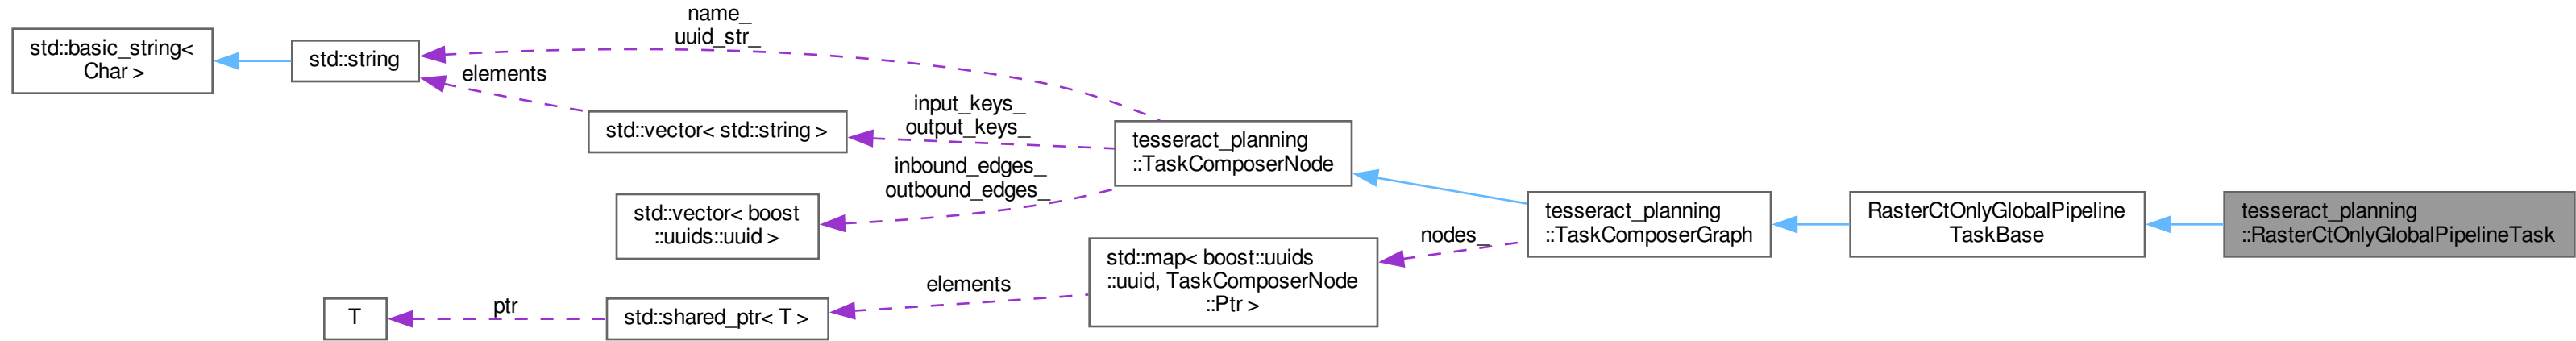 std::basic_string<
Char >
std::string
name_
uuid_str_
elements
std::vector< std::string >
input_keys_
output_keys_
inbound_edges_
outbound_edges_
std::vector< boost
::uuids::uuid >
tesseract_planning
::TaskComposerNode
T
ptr
std::shared_ptr< T >
elements
std::map< boost::uuids
::uuid, TaskComposerNode
::Ptr >
nodes_
tesseract_planning
::TaskComposerGraph
RasterCtOnlyGlobalPipeline
TaskBase
tesseract_planning
::RasterCtOnlyGlobalPipelineTask